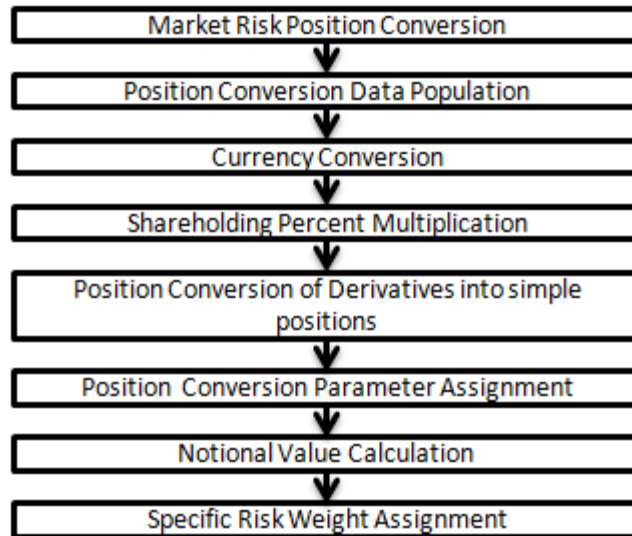 Market Risk Position Conversion
Position Conversion Data Population
Currency Conversion
Shareholding Percent Multiplication
Position Conversion of Derivatives into simple
positions
Position Conversion Parameter Assignment
Notional Value Calculation
Specific Risk Weight Assignment